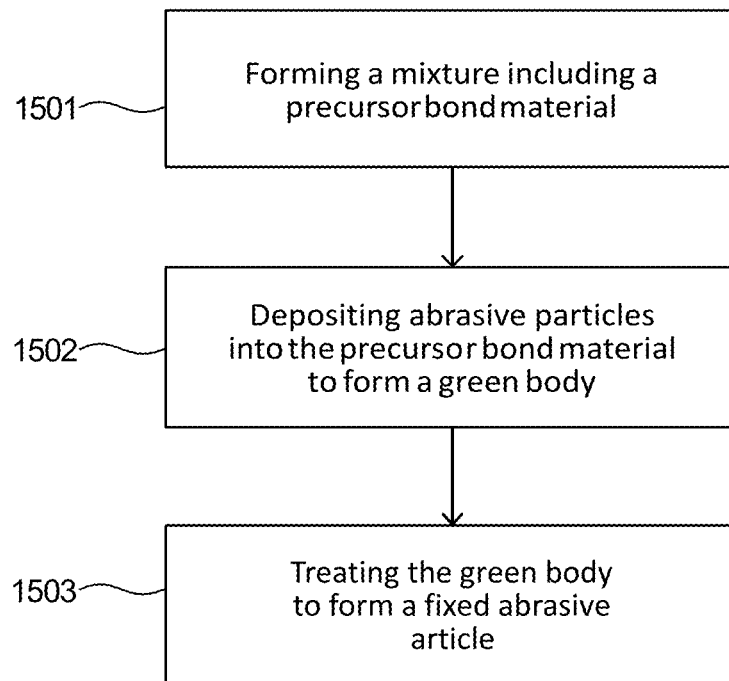 1501
Forming a mixture including a
precursor bond material
1502
Depositing abrasive particles
into the precursor bond material
to form a green body
1503
Treating the green body
to form a fixed abrasive
article